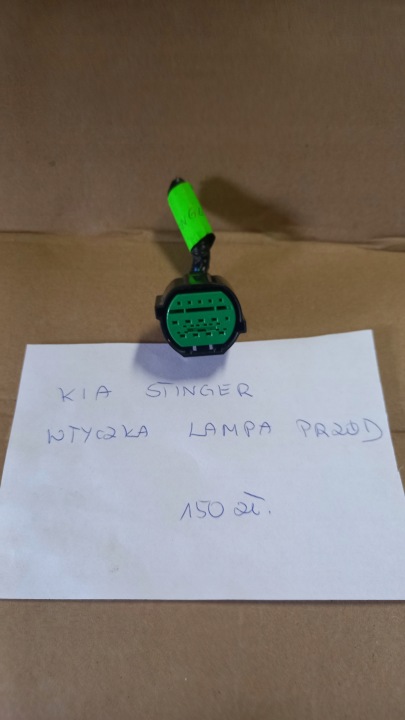 KIA STINGER
WTYCZKA LAMPA PRZÓD
150 zł.